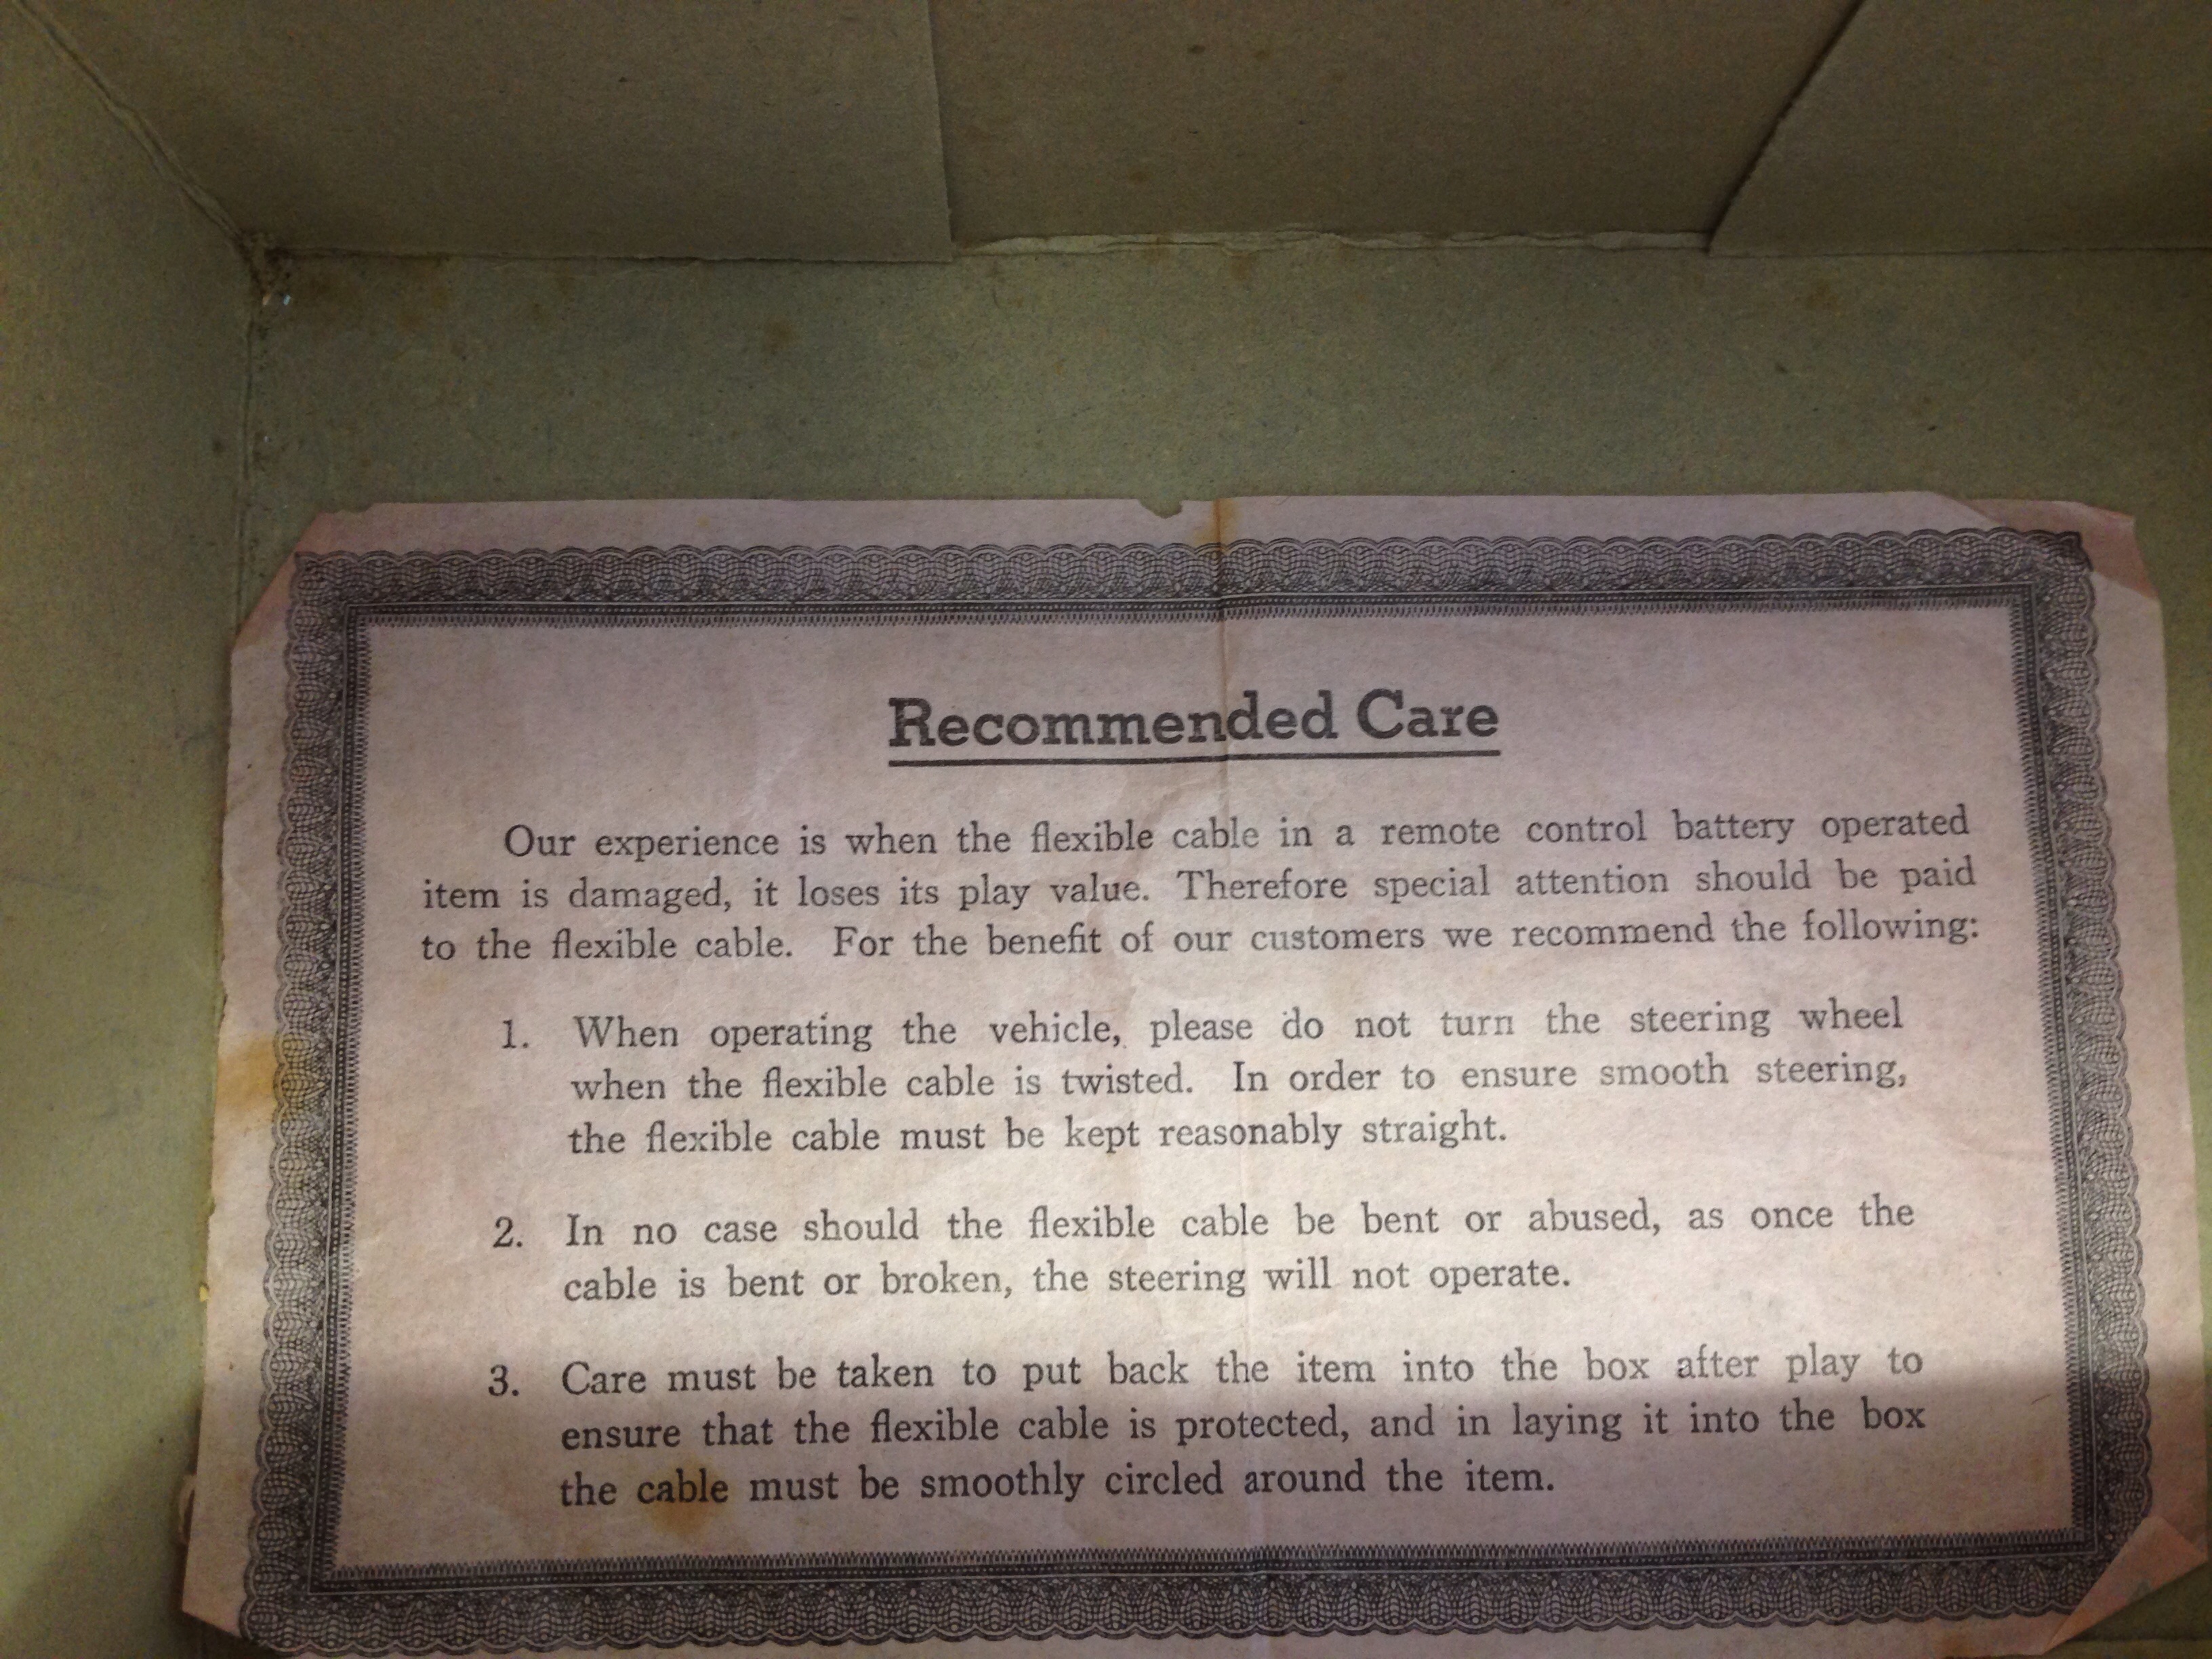 Recommended Care
Our experience is when the flexible cable in a remote control battery operated
item is damaged, it loses its play value. Therefore special attention should be paid
to the flexible cable. For the benefit of our customers we recommend the following:
1. When operating the vehicle, please do not turn the steering wheel
when the flexible cable is twisted. In order to ensure smooth steering,
the flexible cable must be kept reasonably straight.
2. In no case should the flexible cable be bent or abused, as once the
cable is bent or broken, the steering will not operate.
3. Care must be taken to put back the item into the box after play to
ensure that the flexible cable is protected, and in laying it into the box
the cable must be smoothly circled around the item.